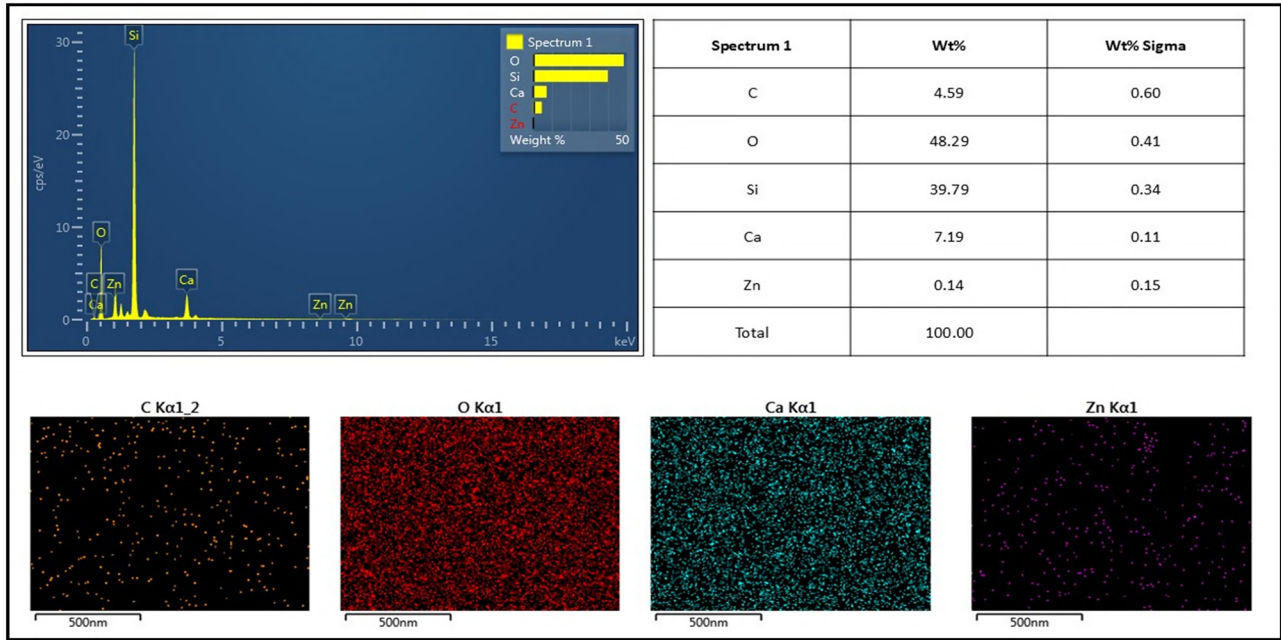 30
20
10
0
cps/eV
Si
O
C
Zn
Ca
Ca
Zn
Zn
0
5
10
15
keV
Spectrum 1
O
Si
Ca
C
Zn
Weight %
50
Spectrum 1 Wt% Wt% Sigma
C 4.59 0.60
O 48.29 0.41
Si 39.79 0.34
Ca 7.19 0.11
Zn 0.14 0.15
Total 100.00
C Kα1_2
O Kα1
Ca Kα1
Zn Kα1
500nm
500nm
500nm
500nm